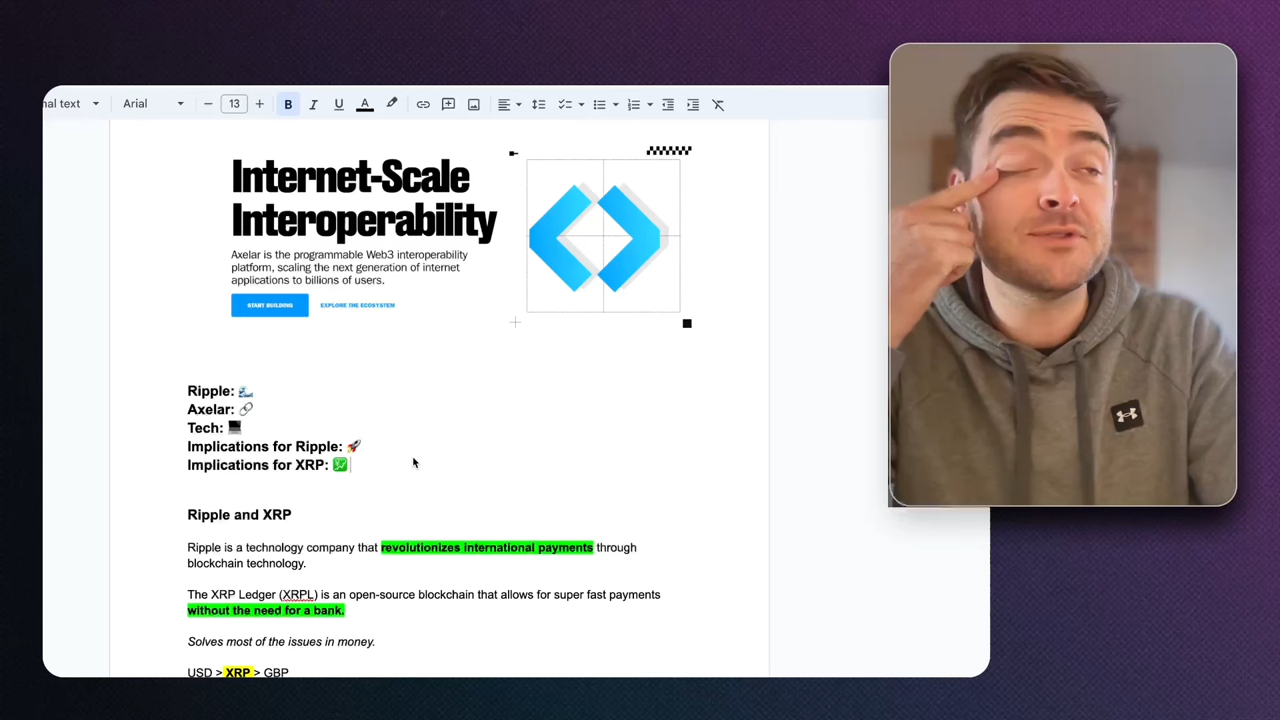 nal text
Arial
13
B I U A
Internet-Scale
Interoperability
Axelar is the programmable Web3 interoperability
platform, scaling the next generation of internet
applications to billions of users.
START BUILDING EXPLORE THE ECOSYSTEM
Ripple: 🌊
Axelar: 🔗
Tech: 💻
Implications for Ripple: 🚀
Implications for XRP: 💹
Ripple and XRP
Ripple is a technology company that revolutionizes international payments through
blockchain technology.
The XRP Ledger (XRPL) is an open-source blockchain that allows for super fast payments
without the need for a bank.
Solves most of the issues in money.
USD > XRP > GBP